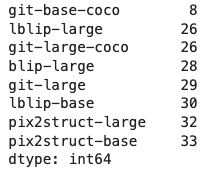 git-base-coco 8
lblip-large 26
git-large-coco 26
blip-large 28
git-large 29
lblip-base 30
pix2struct-large 32
pix2struct-base 33
dtype: int64